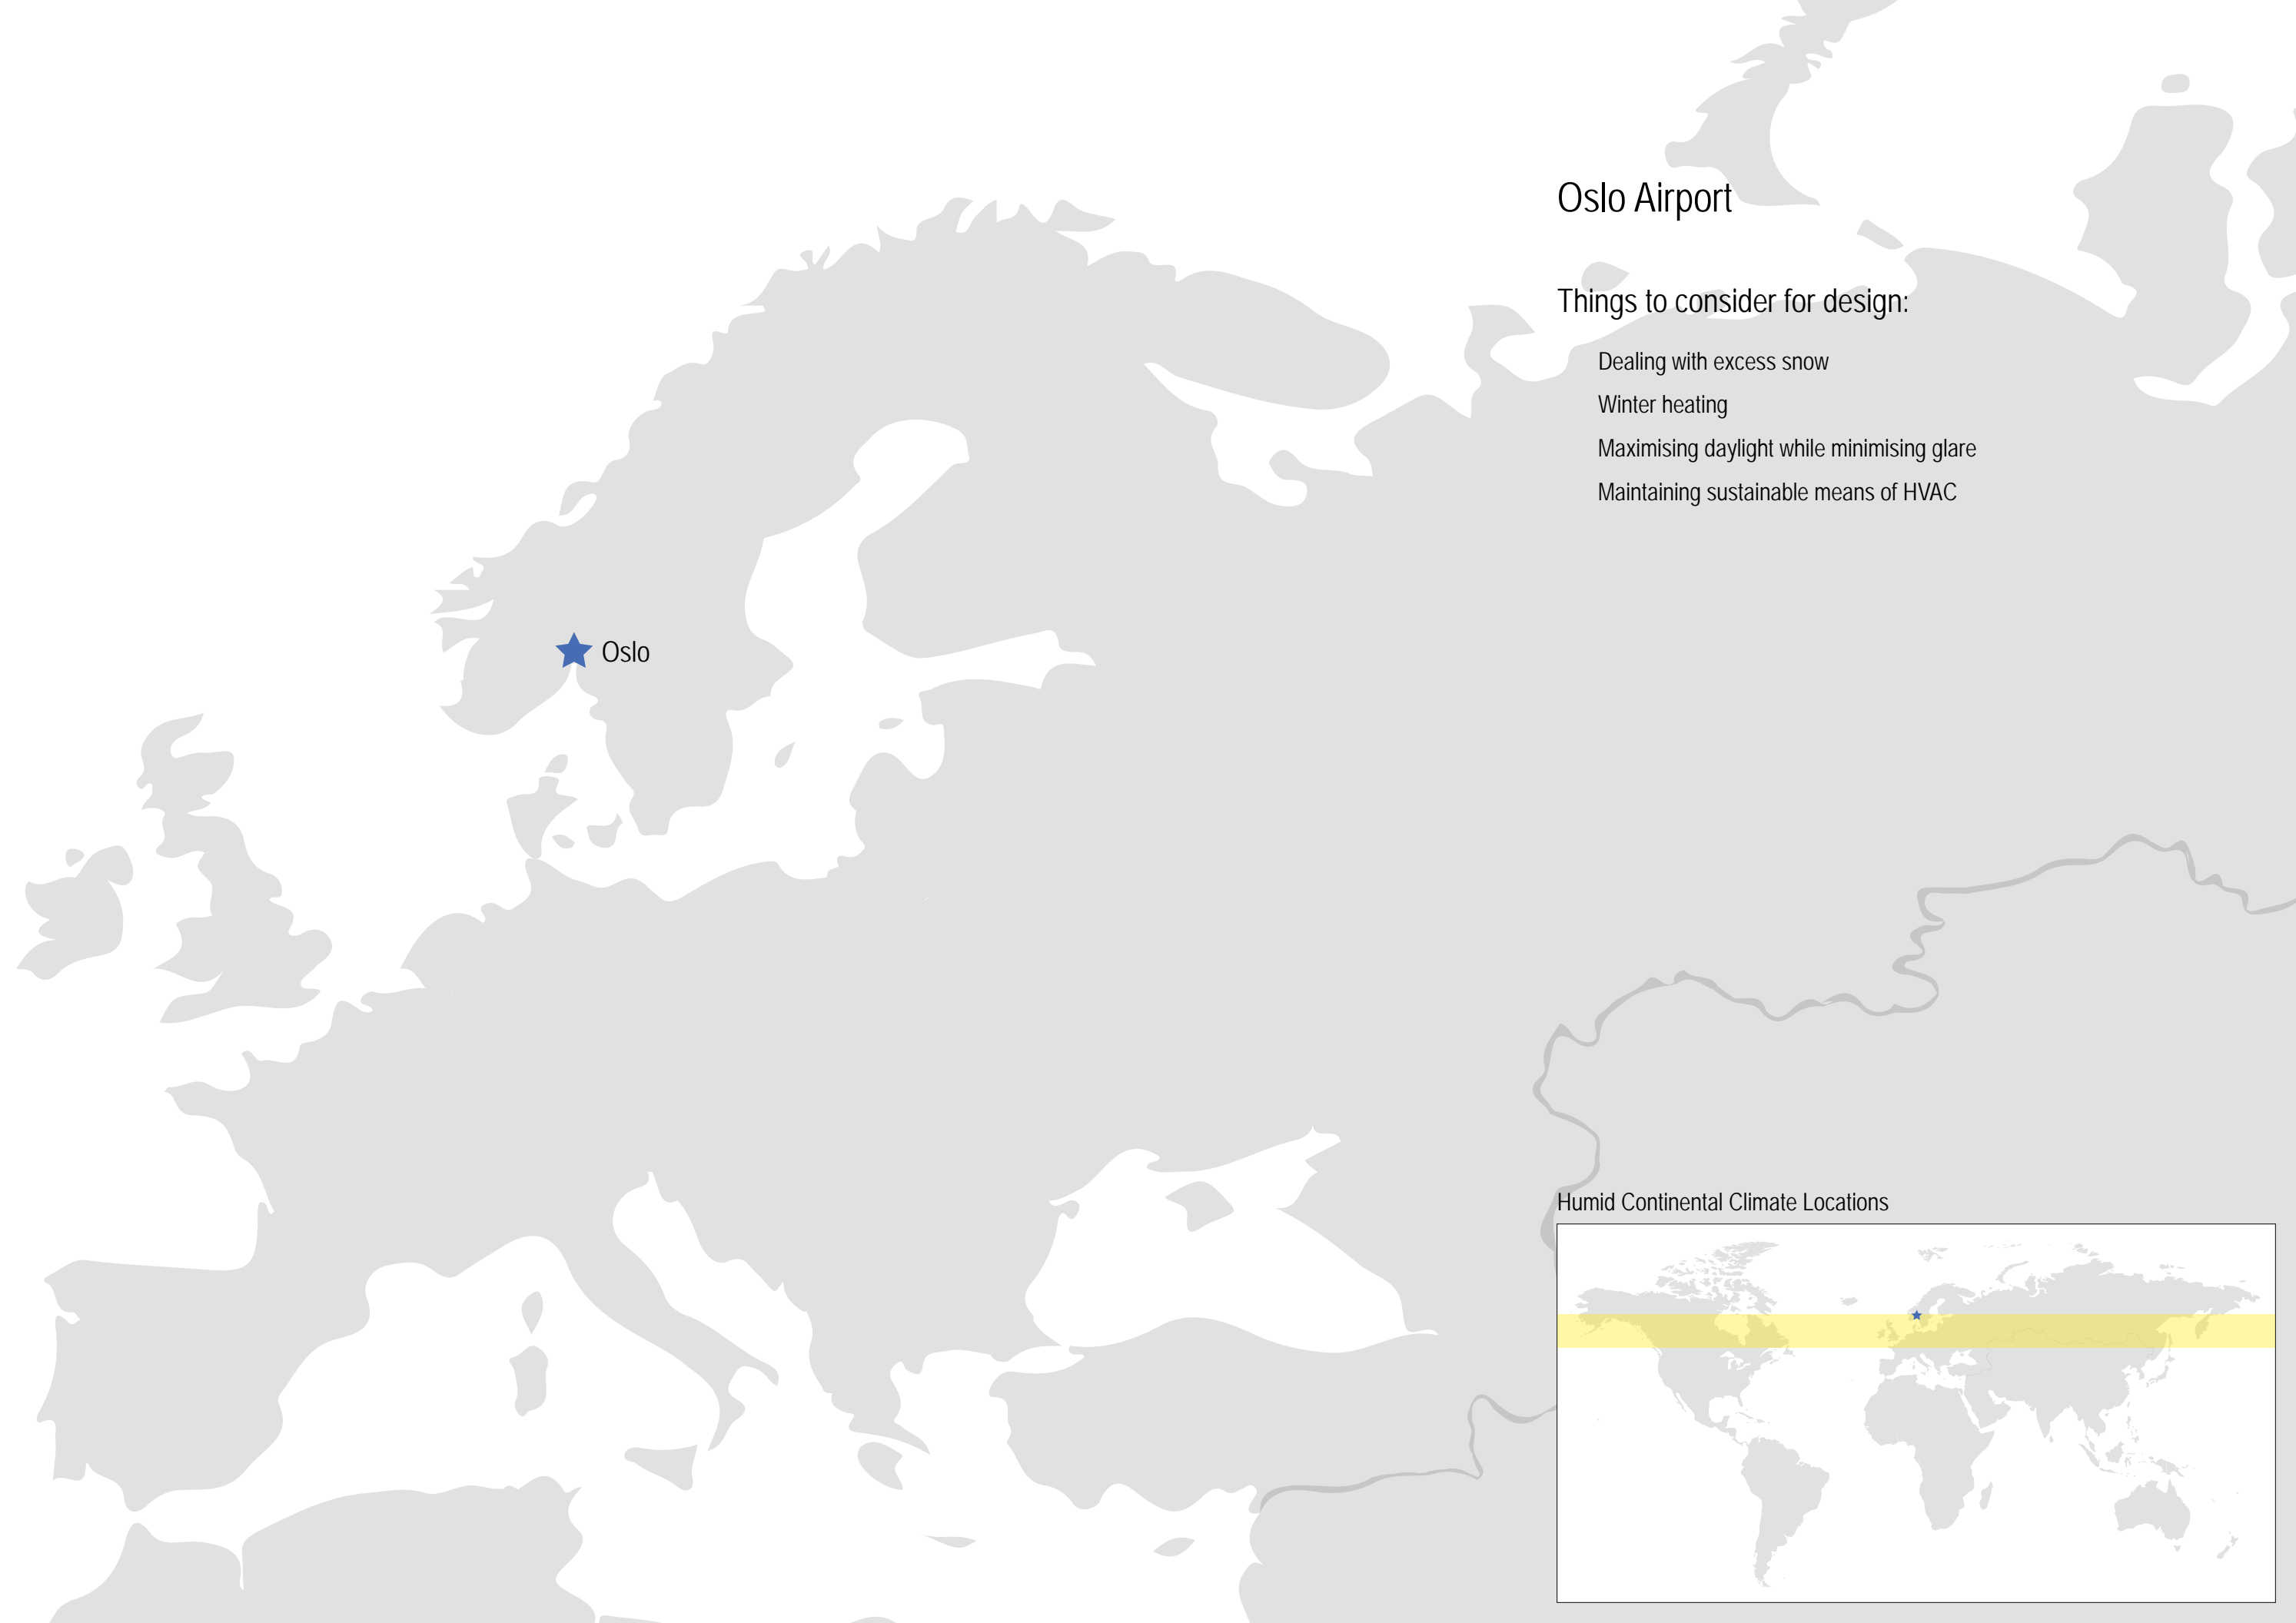 Oslo Airport
Things to consider for design:
Dealing with excess snow
Winter heating
Maximising daylight while minimising glare
Maintaining sustainable means of HVAC
Oslo
Humid Continental Climate Locations